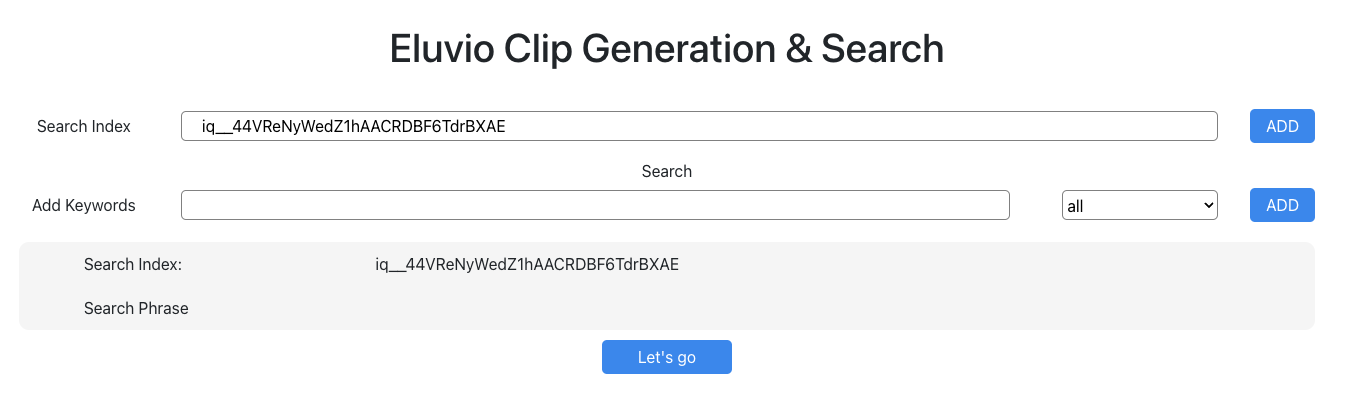 Eluvio Clip Generation & Search
Search Index iq__44VReNyWedZ1hAACRDBF6TdrBXAE ADD
Search
Add Keywords all ADD
Search Index: iq__44VReNyWedZ1hAACRDBF6TdrBXAE
Search Phrase
Let's go